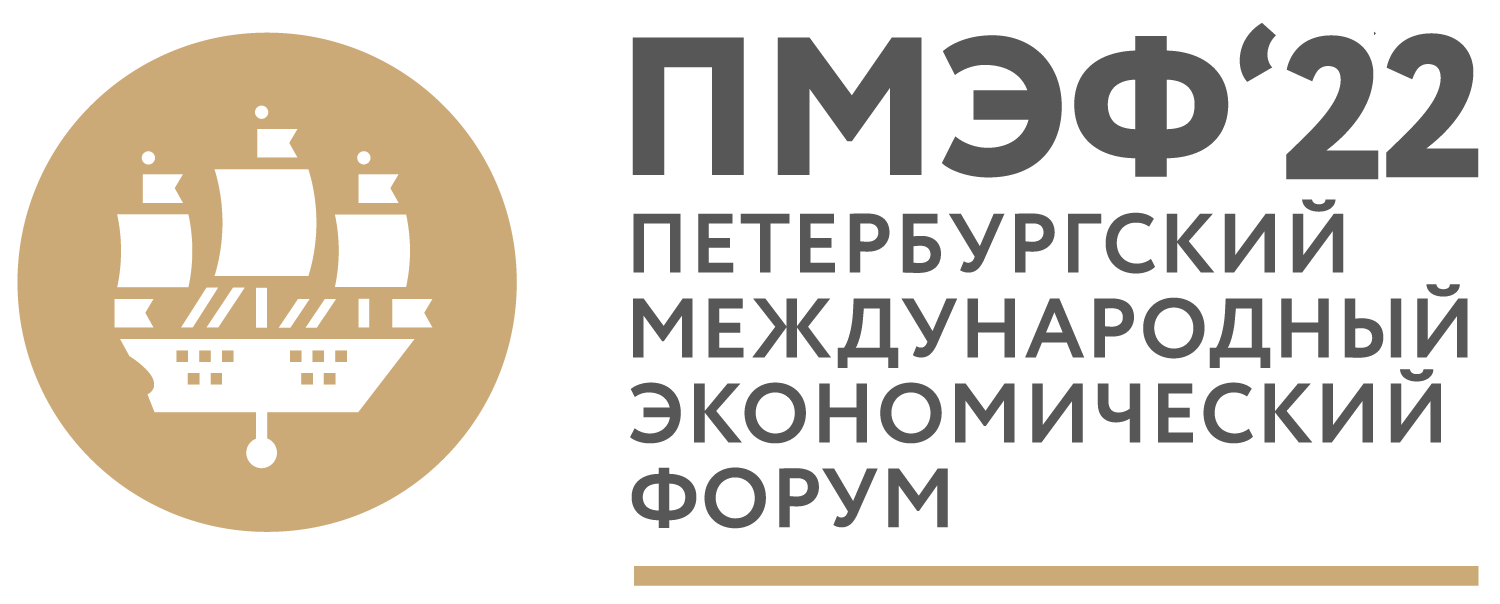 ПМЭФ‘22
ПЕТЕРБУРГСКИЙ
МЕЖДУНАРОДНЫЙ
ЭКОНОМИЧЕСКИЙ
ФОРУМ